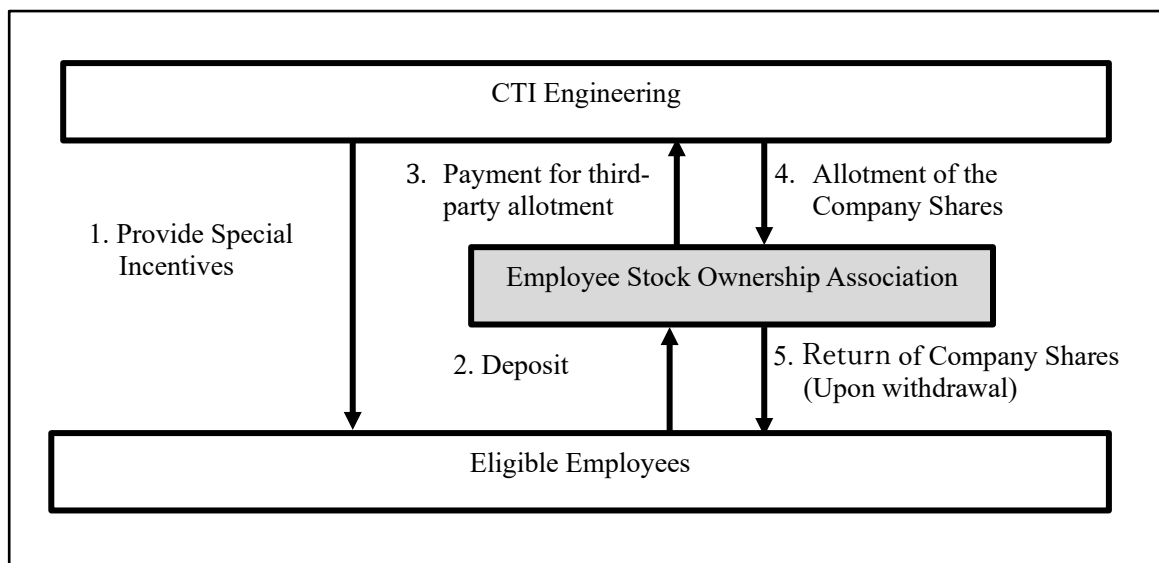 CTI Engineering
1. Provide Special
Incentives
3. Payment for third-
party allotment
4. Allotment of the
Company Shares
Employee Stock Ownership Association
2. Deposit
5. Return of Company Shares
(Upon withdrawal)
Eligible Employees